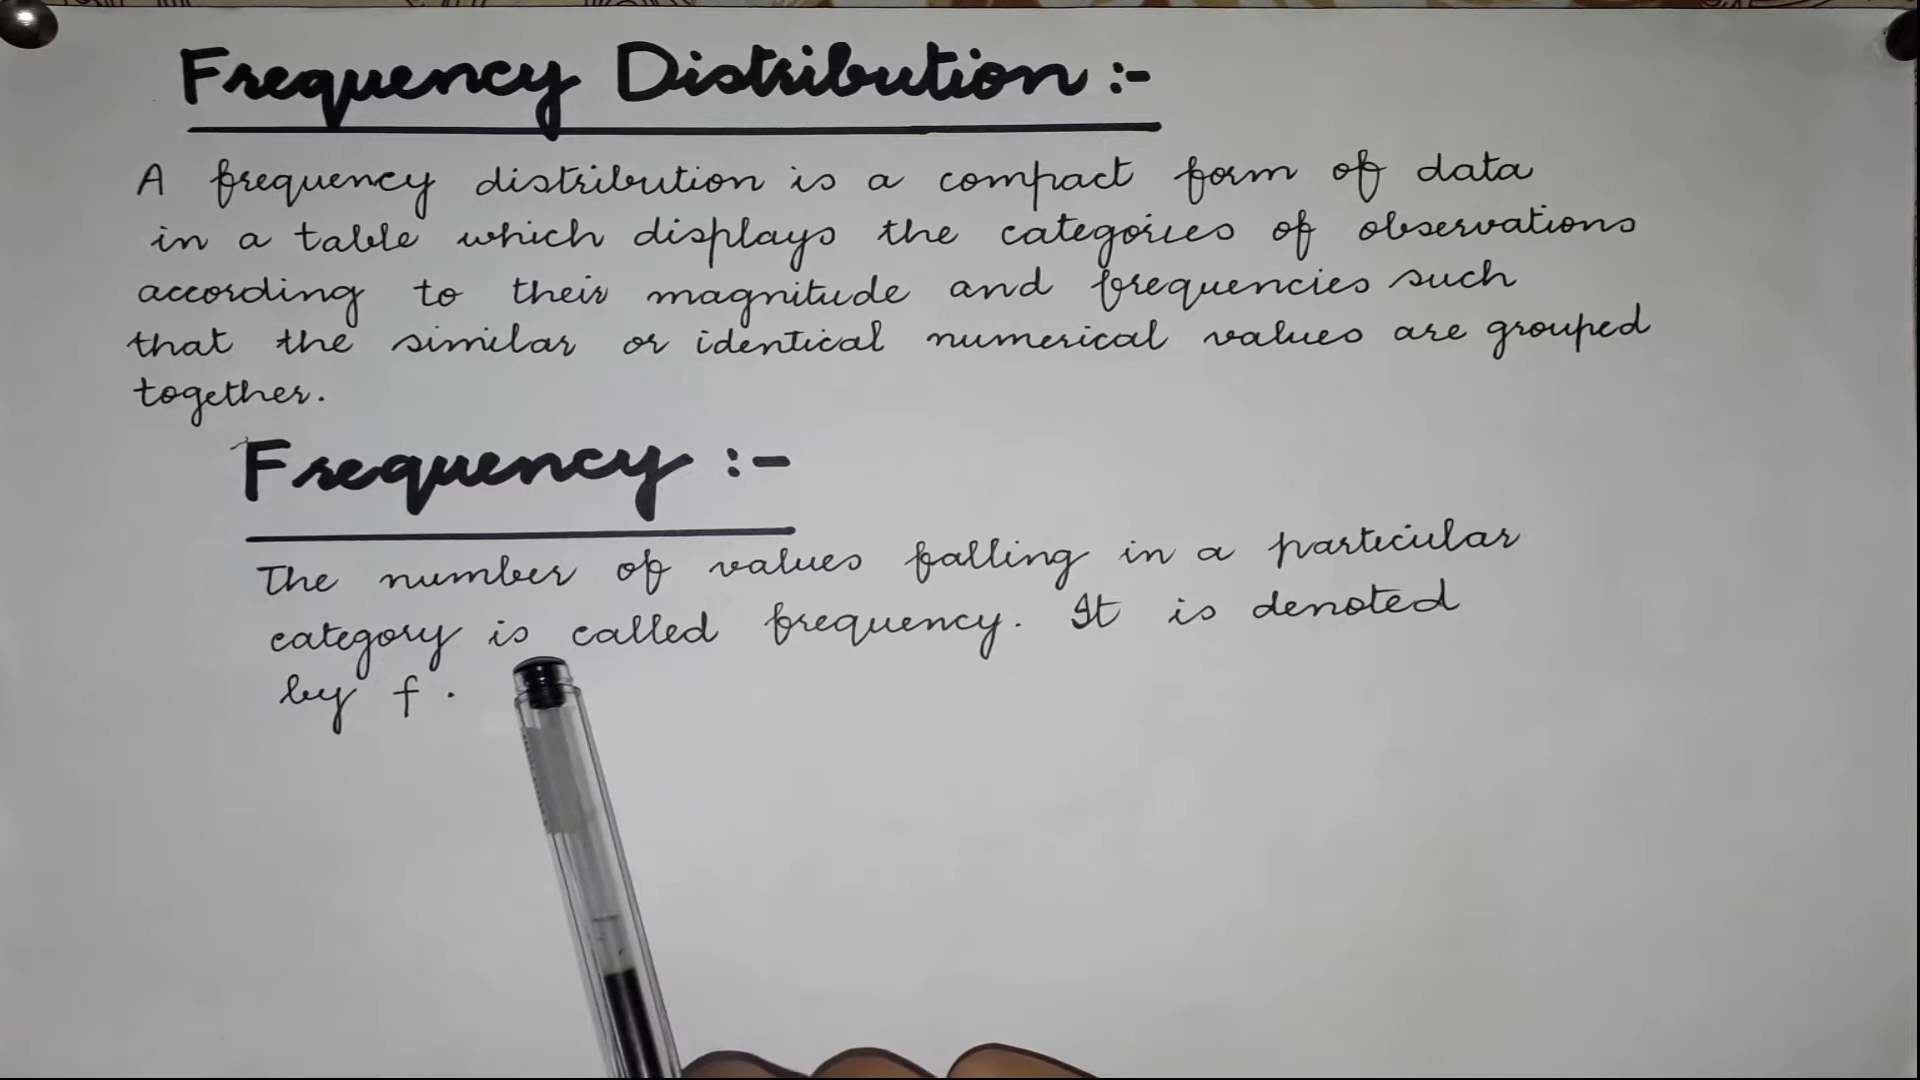 Frequency Distribution :-
A frequency distribution is a compact form of data
in a table which displays the categories of observations
according to their magnitude and frequencies such
that the similar or identical numerical values are grouped
together.
Frequency :-
The number of values falling in a particular
category is called frequency. It is denoted
by f.